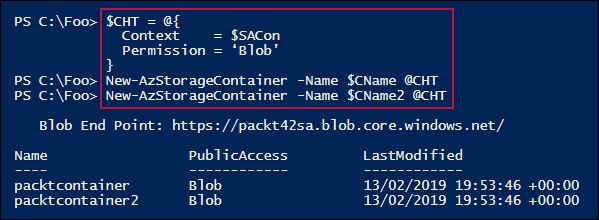 PS C:\Foo> $CHT = @{
Context = $SACon
Permission = ‘Blob’
}
PS C:\Foo> New-AzStorageContainer -Name $CName @CHT
PS C:\Foo> New-AzStorageContainer -Name $CName2 @CHT
Blob End Point: https://packt42sa.blob.core.windows.net/
Name PublicAccess LastModified
---- ------------ ------------
packtcontainer Blob 13/02/2019 19:53:46 +00:00
packtcontainer2 Blob 13/02/2019 19:53:46 +00:00